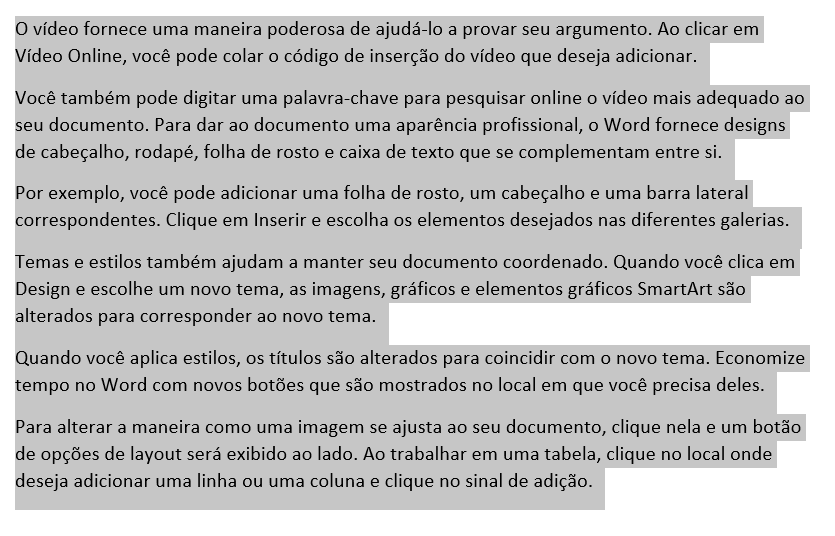 O vídeo fornece uma maneira poderosa de ajudá-lo a provar seu argumento. Ao clicar em
Vídeo Online, você pode colar o código de inserção do vídeo que deseja adicionar.
Você também pode digitar uma palavra-chave para pesquisar online o vídeo mais adequado ao
seu documento. Para dar ao documento uma aparência profissional, o Word fornece designs
de cabeçalho, rodapé, folha de rosto e caixa de texto que se complementam entre si.
Por exemplo, você pode adicionar uma folha de rosto, um cabeçalho e uma barra lateral
correspondentes. Clique em Inserir e escolha os elementos desejados nas diferentes galerias.
Temas e estilos também ajudam a manter seu documento coordenado. Quando você clica em
Design e escolhe um novo tema, as imagens, gráficos e elementos gráficos SmartArt são
alterados para corresponder ao novo tema.
Quando você aplica estilos, os títulos são alterados para coincidir com o novo tema. Economize
tempo no Word com novos botões que são mostrados no local em que você precisa deles.
Para alterar a maneira como uma imagem se ajusta ao seu documento, clique nela e um botão
de opções de layout será exibido ao lado. Ao trabalhar em uma tabela, clique no local onde
deseja adicionar uma linha ou uma coluna e clique no sinal de adição.